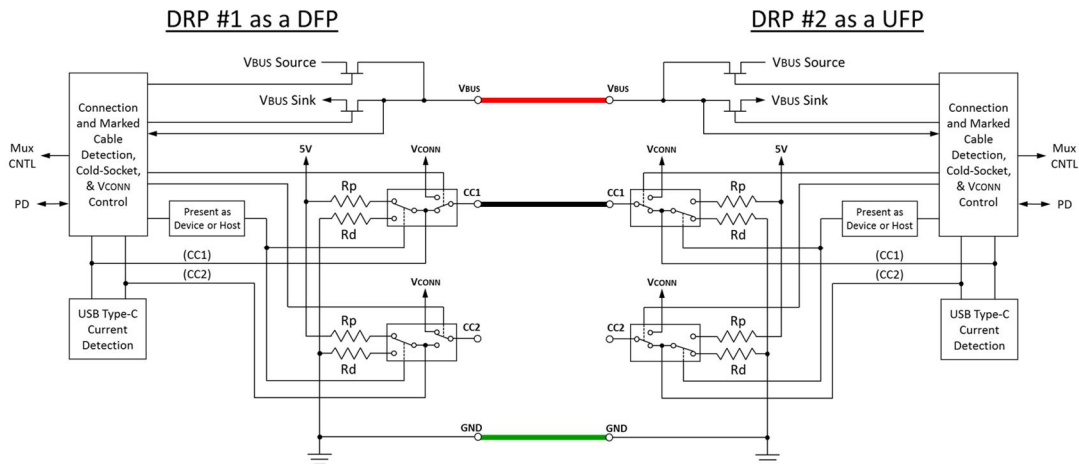 DRP #1 as a DFP
DRP #2 as a UFP
VBUS Source
VBUS Sink
VBUS
VBUS
VBUS Source
VBUS Sink
Connection
and Marked
Cable
Detection,
Cold-Socket,
& VCONN
Control
Mux
CNTL
PD
Present as
Device or Host
(CC1)
(CC2)
USB Type-C
Current
Detection
5V
VCONN
Rp
Rd
CC1
VCONN
Rp
Rd
CC2
GND
GND
VCONN
5V
CC1
Rp
Rd
VCONN
CC2
Rp
Rd
Connection
and Marked
Cable
Detection,
Cold-Socket,
& VCONN
Control
Mux
CNTL
PD
Present as
Device or Host
(CC1)
(CC2)
USB Type-C
Current
Detection